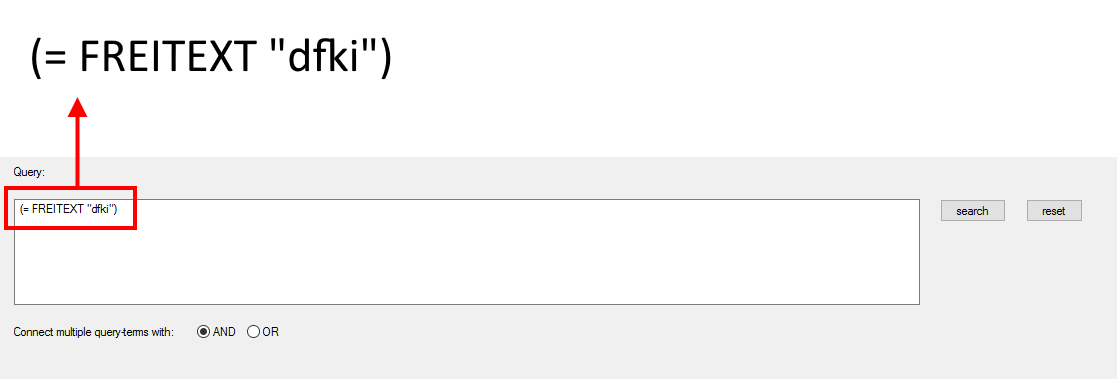 (= FREITEXT "dfki")
Query:
(= FREITEXT "dfki")
search
reset
Connect multiple query-terms with:
AND
OR